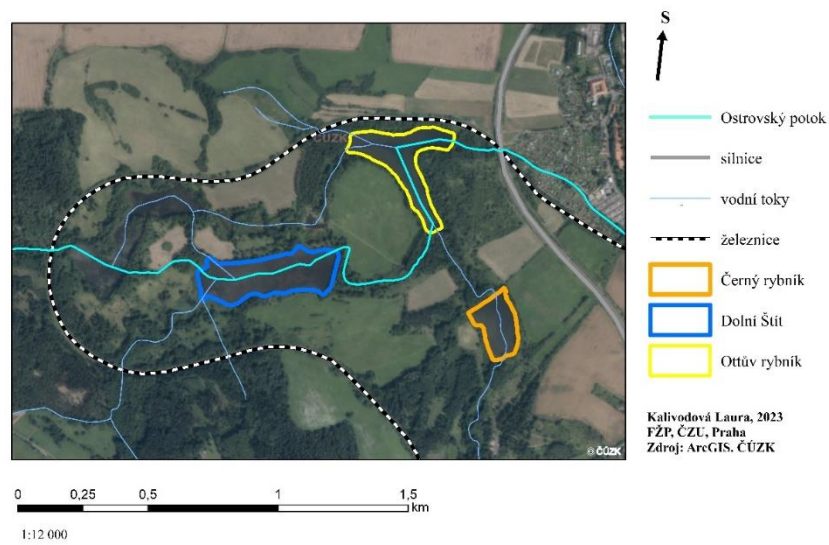 S
ČÚZK
Ostrovský potok
silnice
vodní toky
železnice
Černý rybník
Dolní Štít
Ottův rybník
Kalivodová Laura, 2023
FŽP, ČZU, Praha
Zdroj: ArcGIS. ČÚZK
© ČÚZK
0 0,25 0,5 1 1,5
km
1:12 000